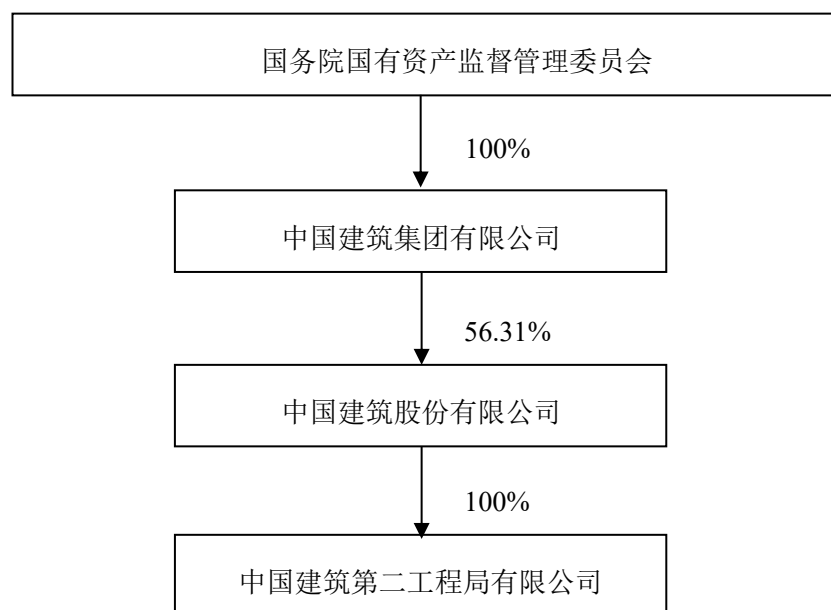 国务院国有资产监督管理委员会
100%
中国建筑集团有限公司
56.31%
中国建筑股份有限公司
100%
中国建筑第二工程局有限公司